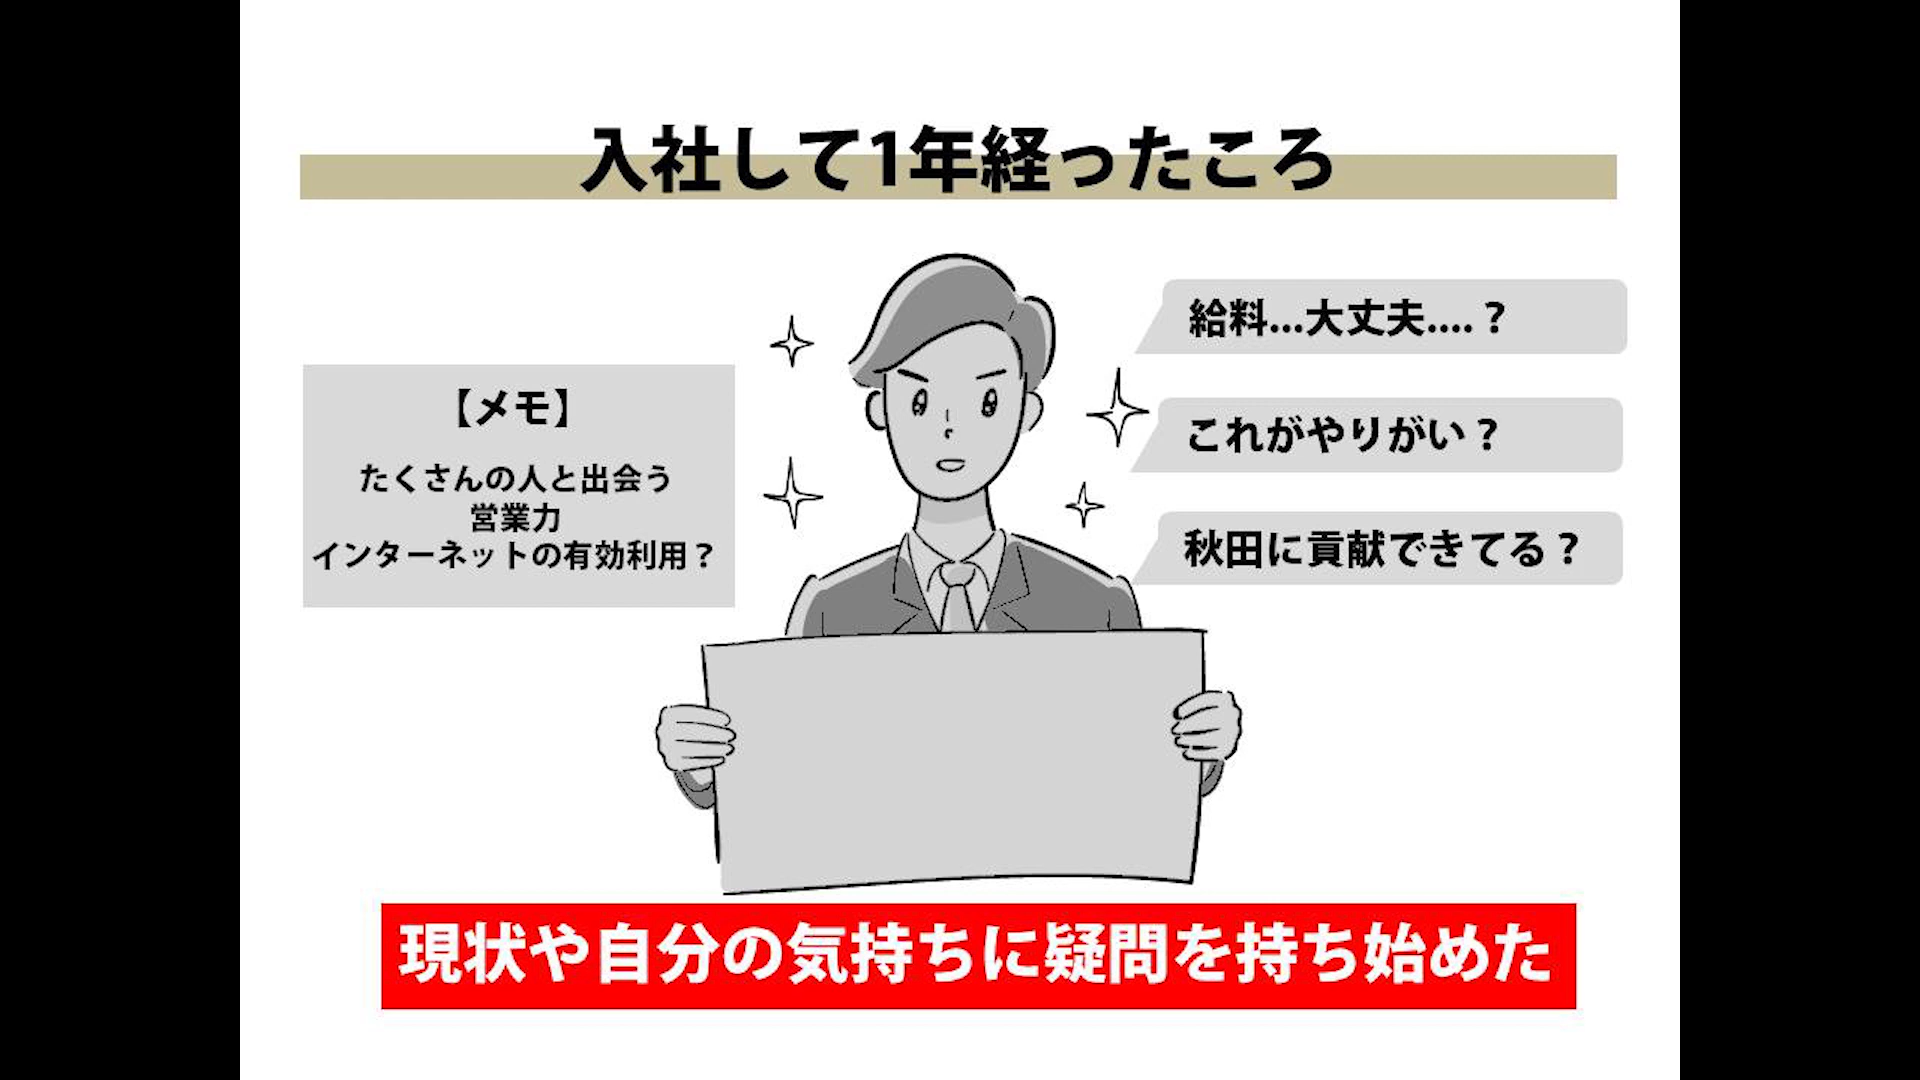 入社して1年経ったころ
【メモ】
たくさんの人と出会う
営業力
インターネットの有効利用？
給料...大丈夫....？
これがやりがい？
秋田に貢献できてる？
現状や自分の気持ちに疑問を持ち始めた